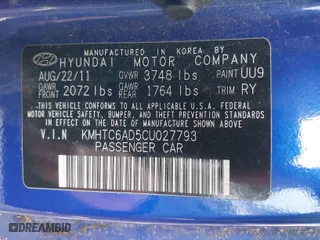 MANUFACTURED IN KOREA BY
HYUNDAI MOTOR COMPANY
AUG/22/11 GVWR 3748 lbs PAINT UU9
GAWR FRT 2072 lbs GAWR RR 1764 lbs TRIM RY
THIS VEHICLE CONFORMS TO ALL APPLICABLE
FEDERAL MOTOR VEHICLE SAFETY, BUMPER,
AND THEFT PREVENTION STANDARDS IN EFFECT
ON THE DATE OF MANUFACTURE SHOWN ABOVE.
V.I.N KMHTC6AD5CU027793
PASSENGER CAR
DREAMBID